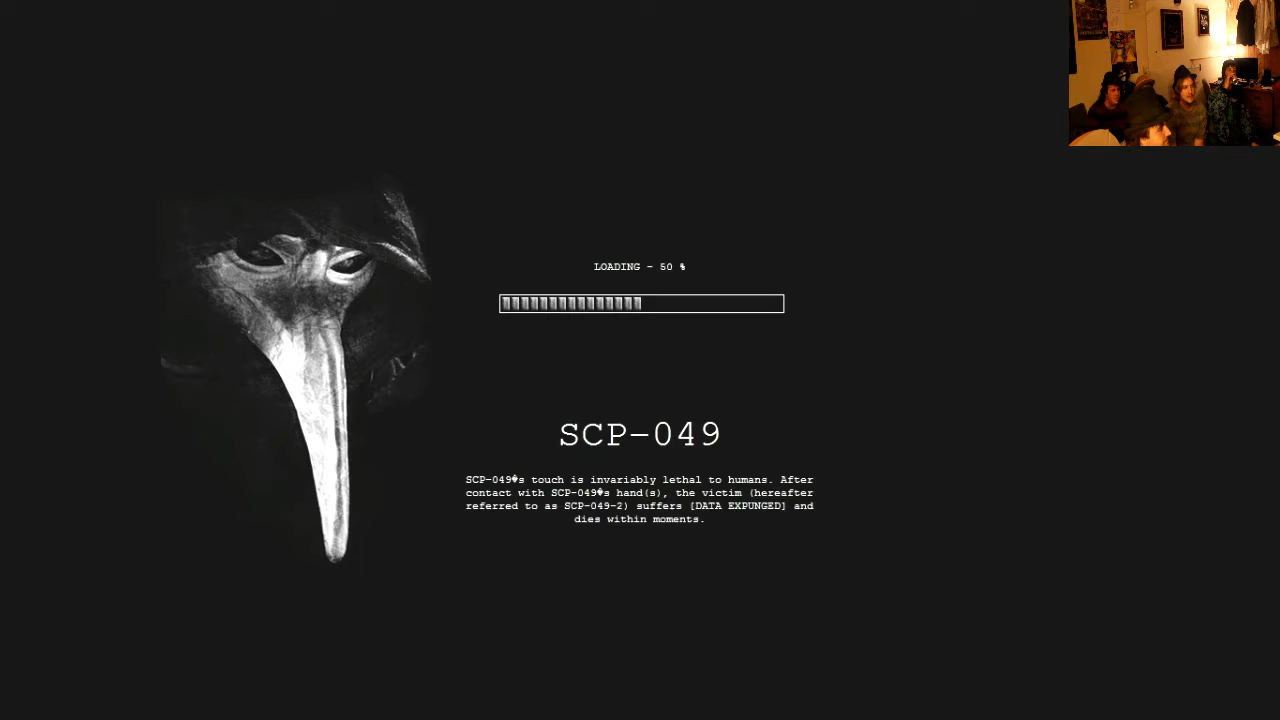 LOADING - 50 %
SCP-049
SCP-049�s touch is invariably lethal to humans. After
contact with SCP-049�s hand(s), the victim (hereafter
referred to as SCP-049-2) suffers [DATA EXPUNGED] and
dies within moments.